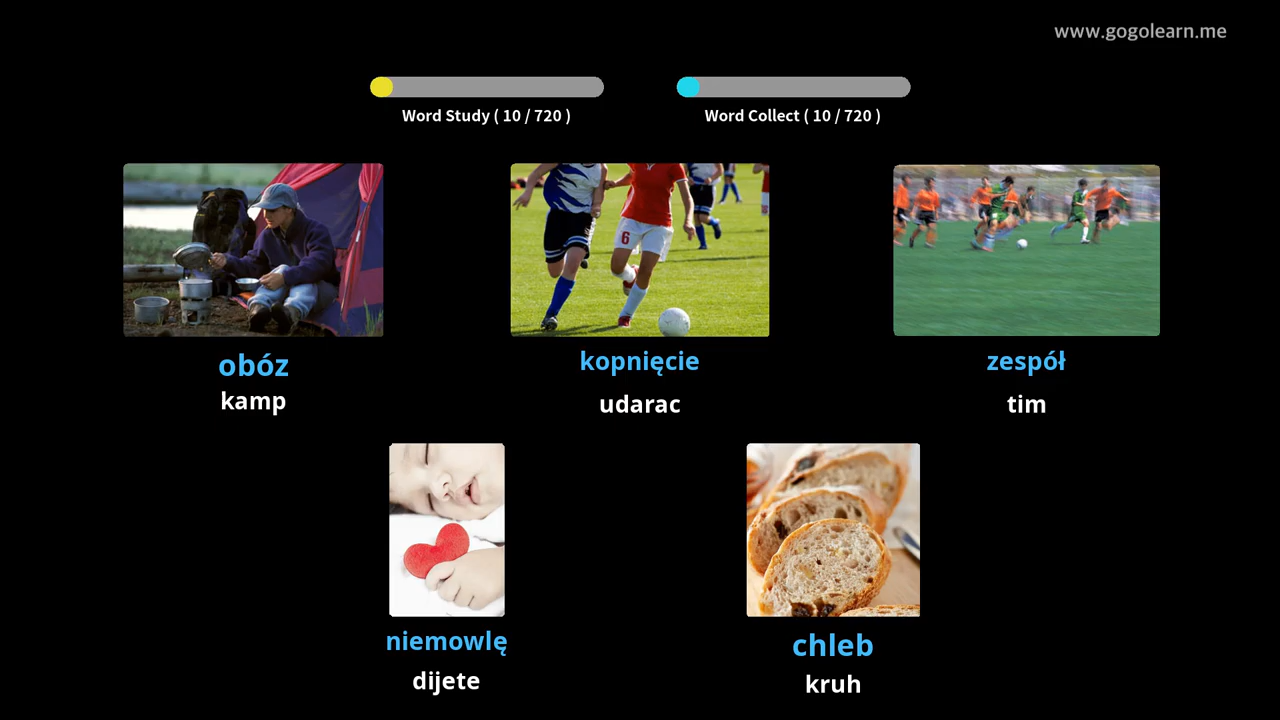 www.gogolearn.me
Word Study ( 10 / 720 )
Word Collect ( 10 / 720 )
obóz
kamp
kopnięcie
udarac
zespół
tim
niemowlę
dijete
chleb
kruh
6